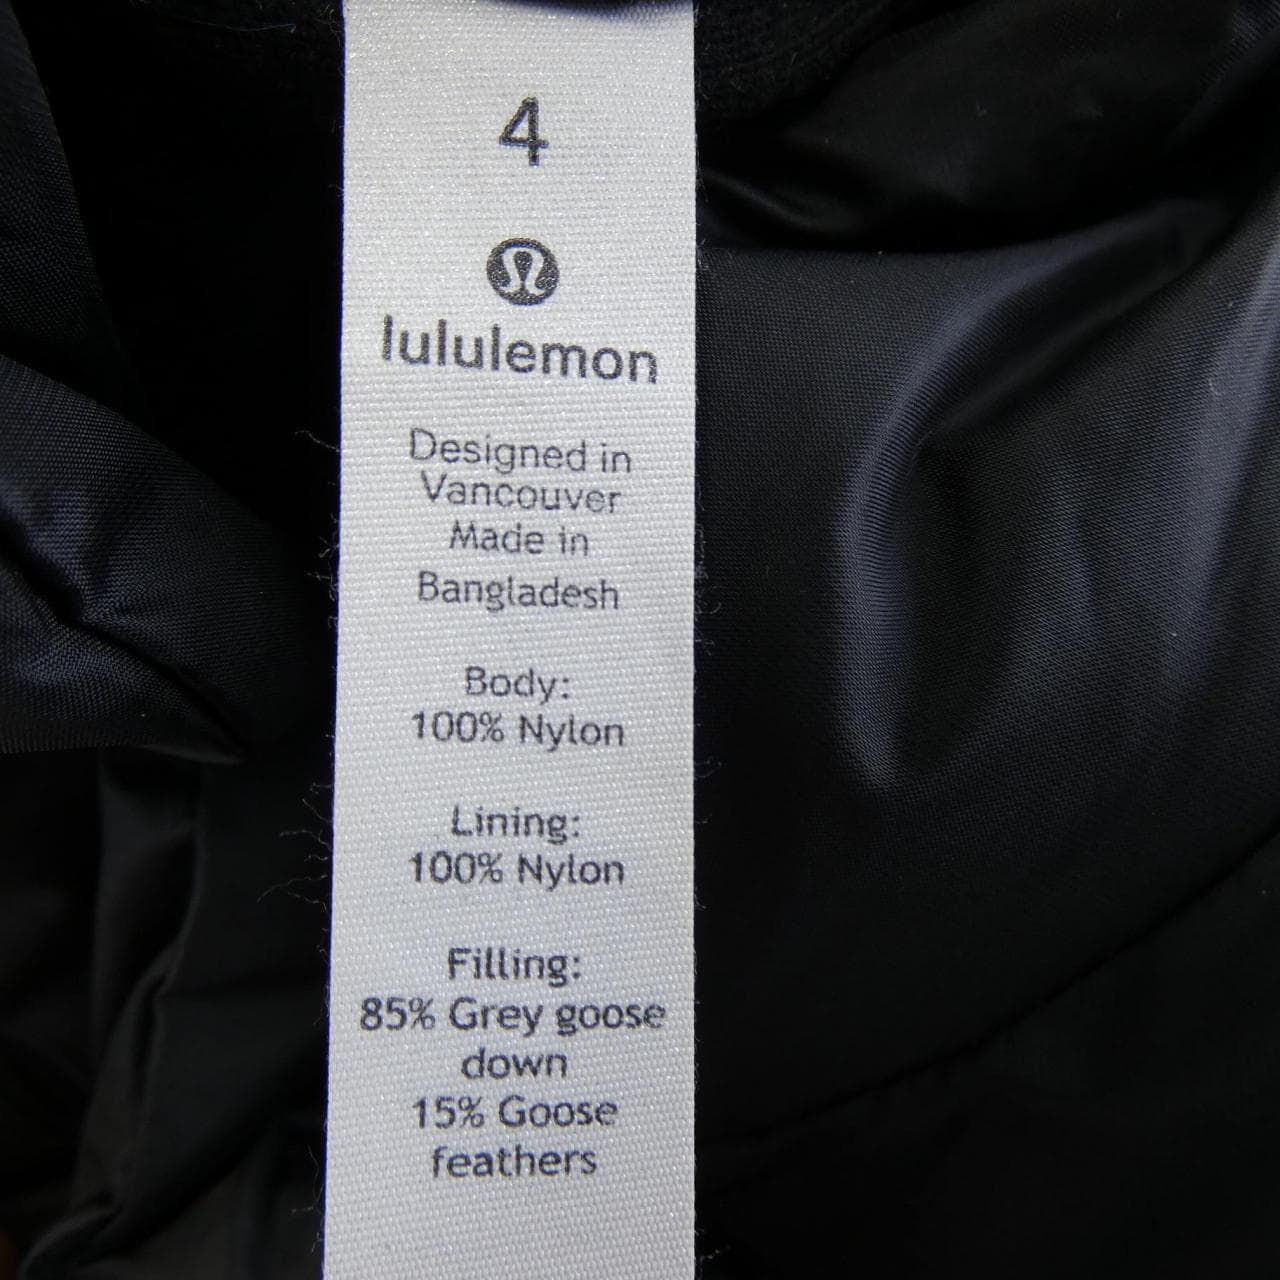 4
lululemon
Designed in
Vancouver
Made in
Bangladesh
Body:
100% Nylon
Lining:
100% Nylon
Filling:
85% Grey goose
down
15% Goose
feathers